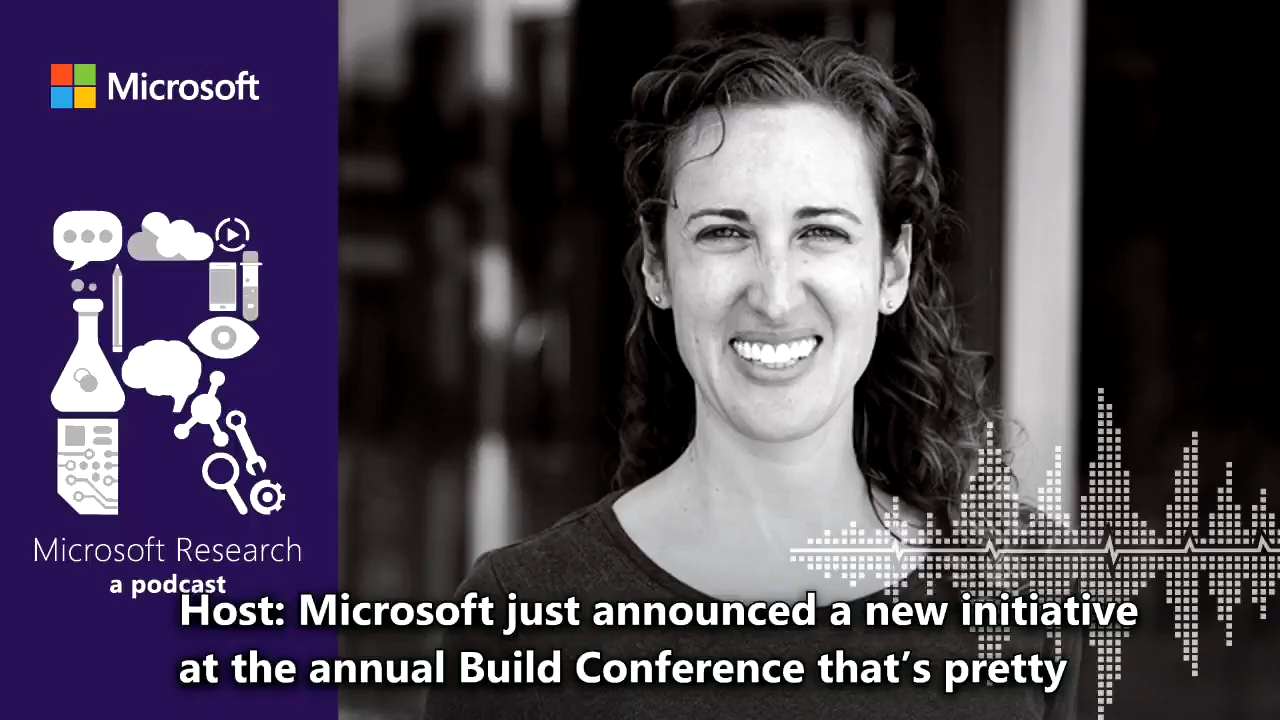 Microsoft
Microsoft Research
a podcast
Host: Microsoft just announced a new initiative
at the annual Build Conference that’s pretty